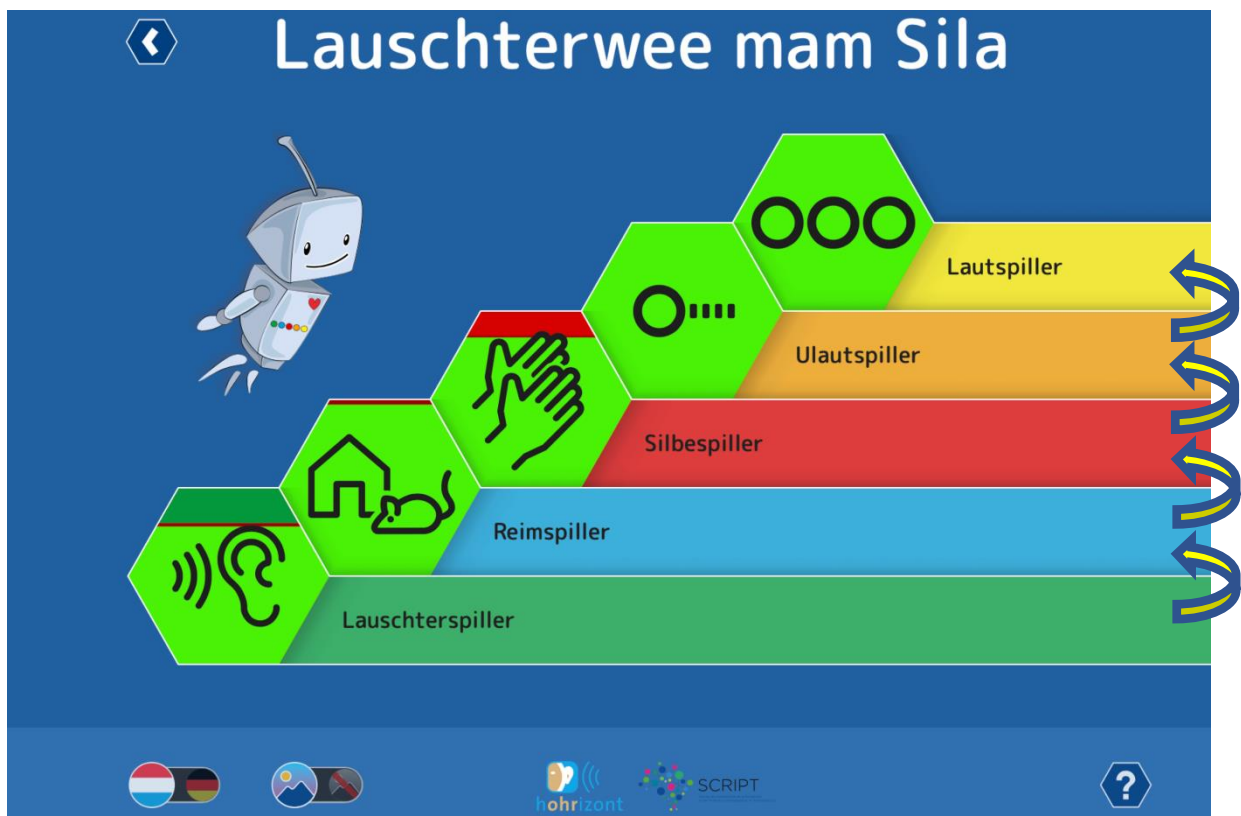 Lauschterwee mam Sila
Lautspiller
Ulautspiller
Silbespiller
Reimspiller
Lauschterspiller
hohrizont
SCRIPT
?